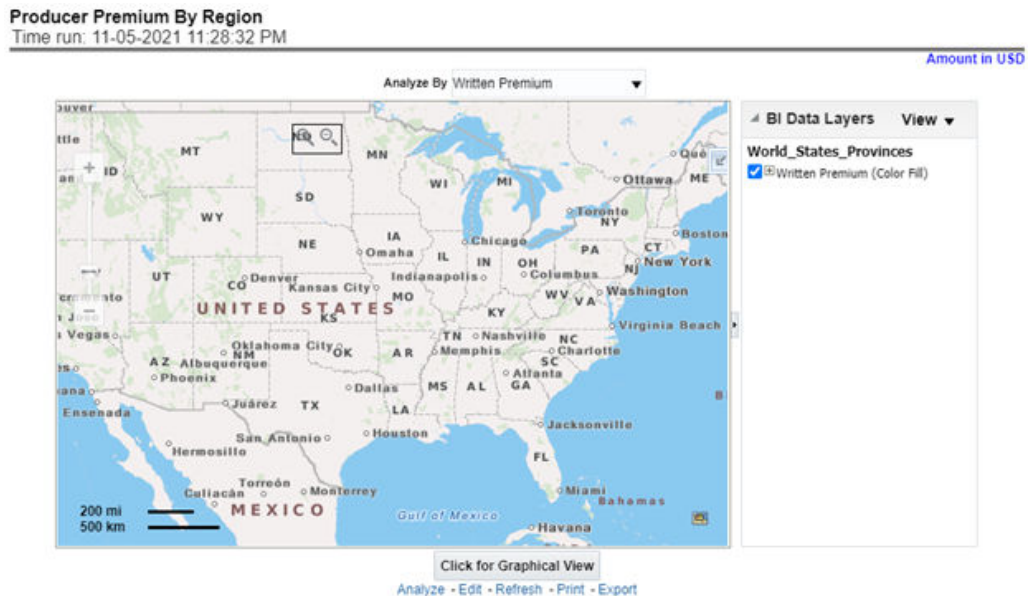 Producer Premium By Region
Time run: 11-05-2021 11:28:32 PM
Amount in USD
Analyze By Written Premium
BI Data Layers View
World_States_Provinces
Written Premium (Color Fill)
MT
ID
MN
WI
MI
Ottawa
ME
SD
Toronto
NY
WY
Boston
IA
NE
Chicago
CT
Omaha
IL
IN
OH
PA
NJ
New York
UT
Denver
CO
Indianapolis
Columbus
Kansas City
MO
WV
VA
Washington
UNITED STATES
KS
KY
Virginia Beach
TN
Nashville
NC
Oklahoma City
OK
AR
Memphis
Charlotte
SC
AZ
NM
Albuquerque
Atlanta
Phoenix
Dallas
MS
AL
GA
Juárez
TX
LA
Ensenada
Jacksonville
San Antonio
Houston
Hermosillo
FL
Torreón
Culiacán
Monterrey
Miami
Bahamas
200 mi
500 km
MEXICO
Gulf of Mexico
Havana
Click for Graphical View
Analyze - Edit - Refresh - Print - Export